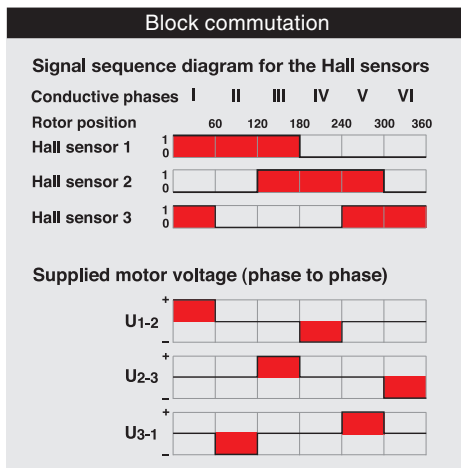 Block commutation
Signal sequence diagram for the Hall sensors
Conductive phases I II III IV V VI
Rotor position 60 120 180 240 300 360
Hall sensor 1 1 0
Hall sensor 2 1 0
Hall sensor 3 1 0
Supplied motor voltage (phase to phase)
U1-2 + –
U2-3 + –
U3-1 + –